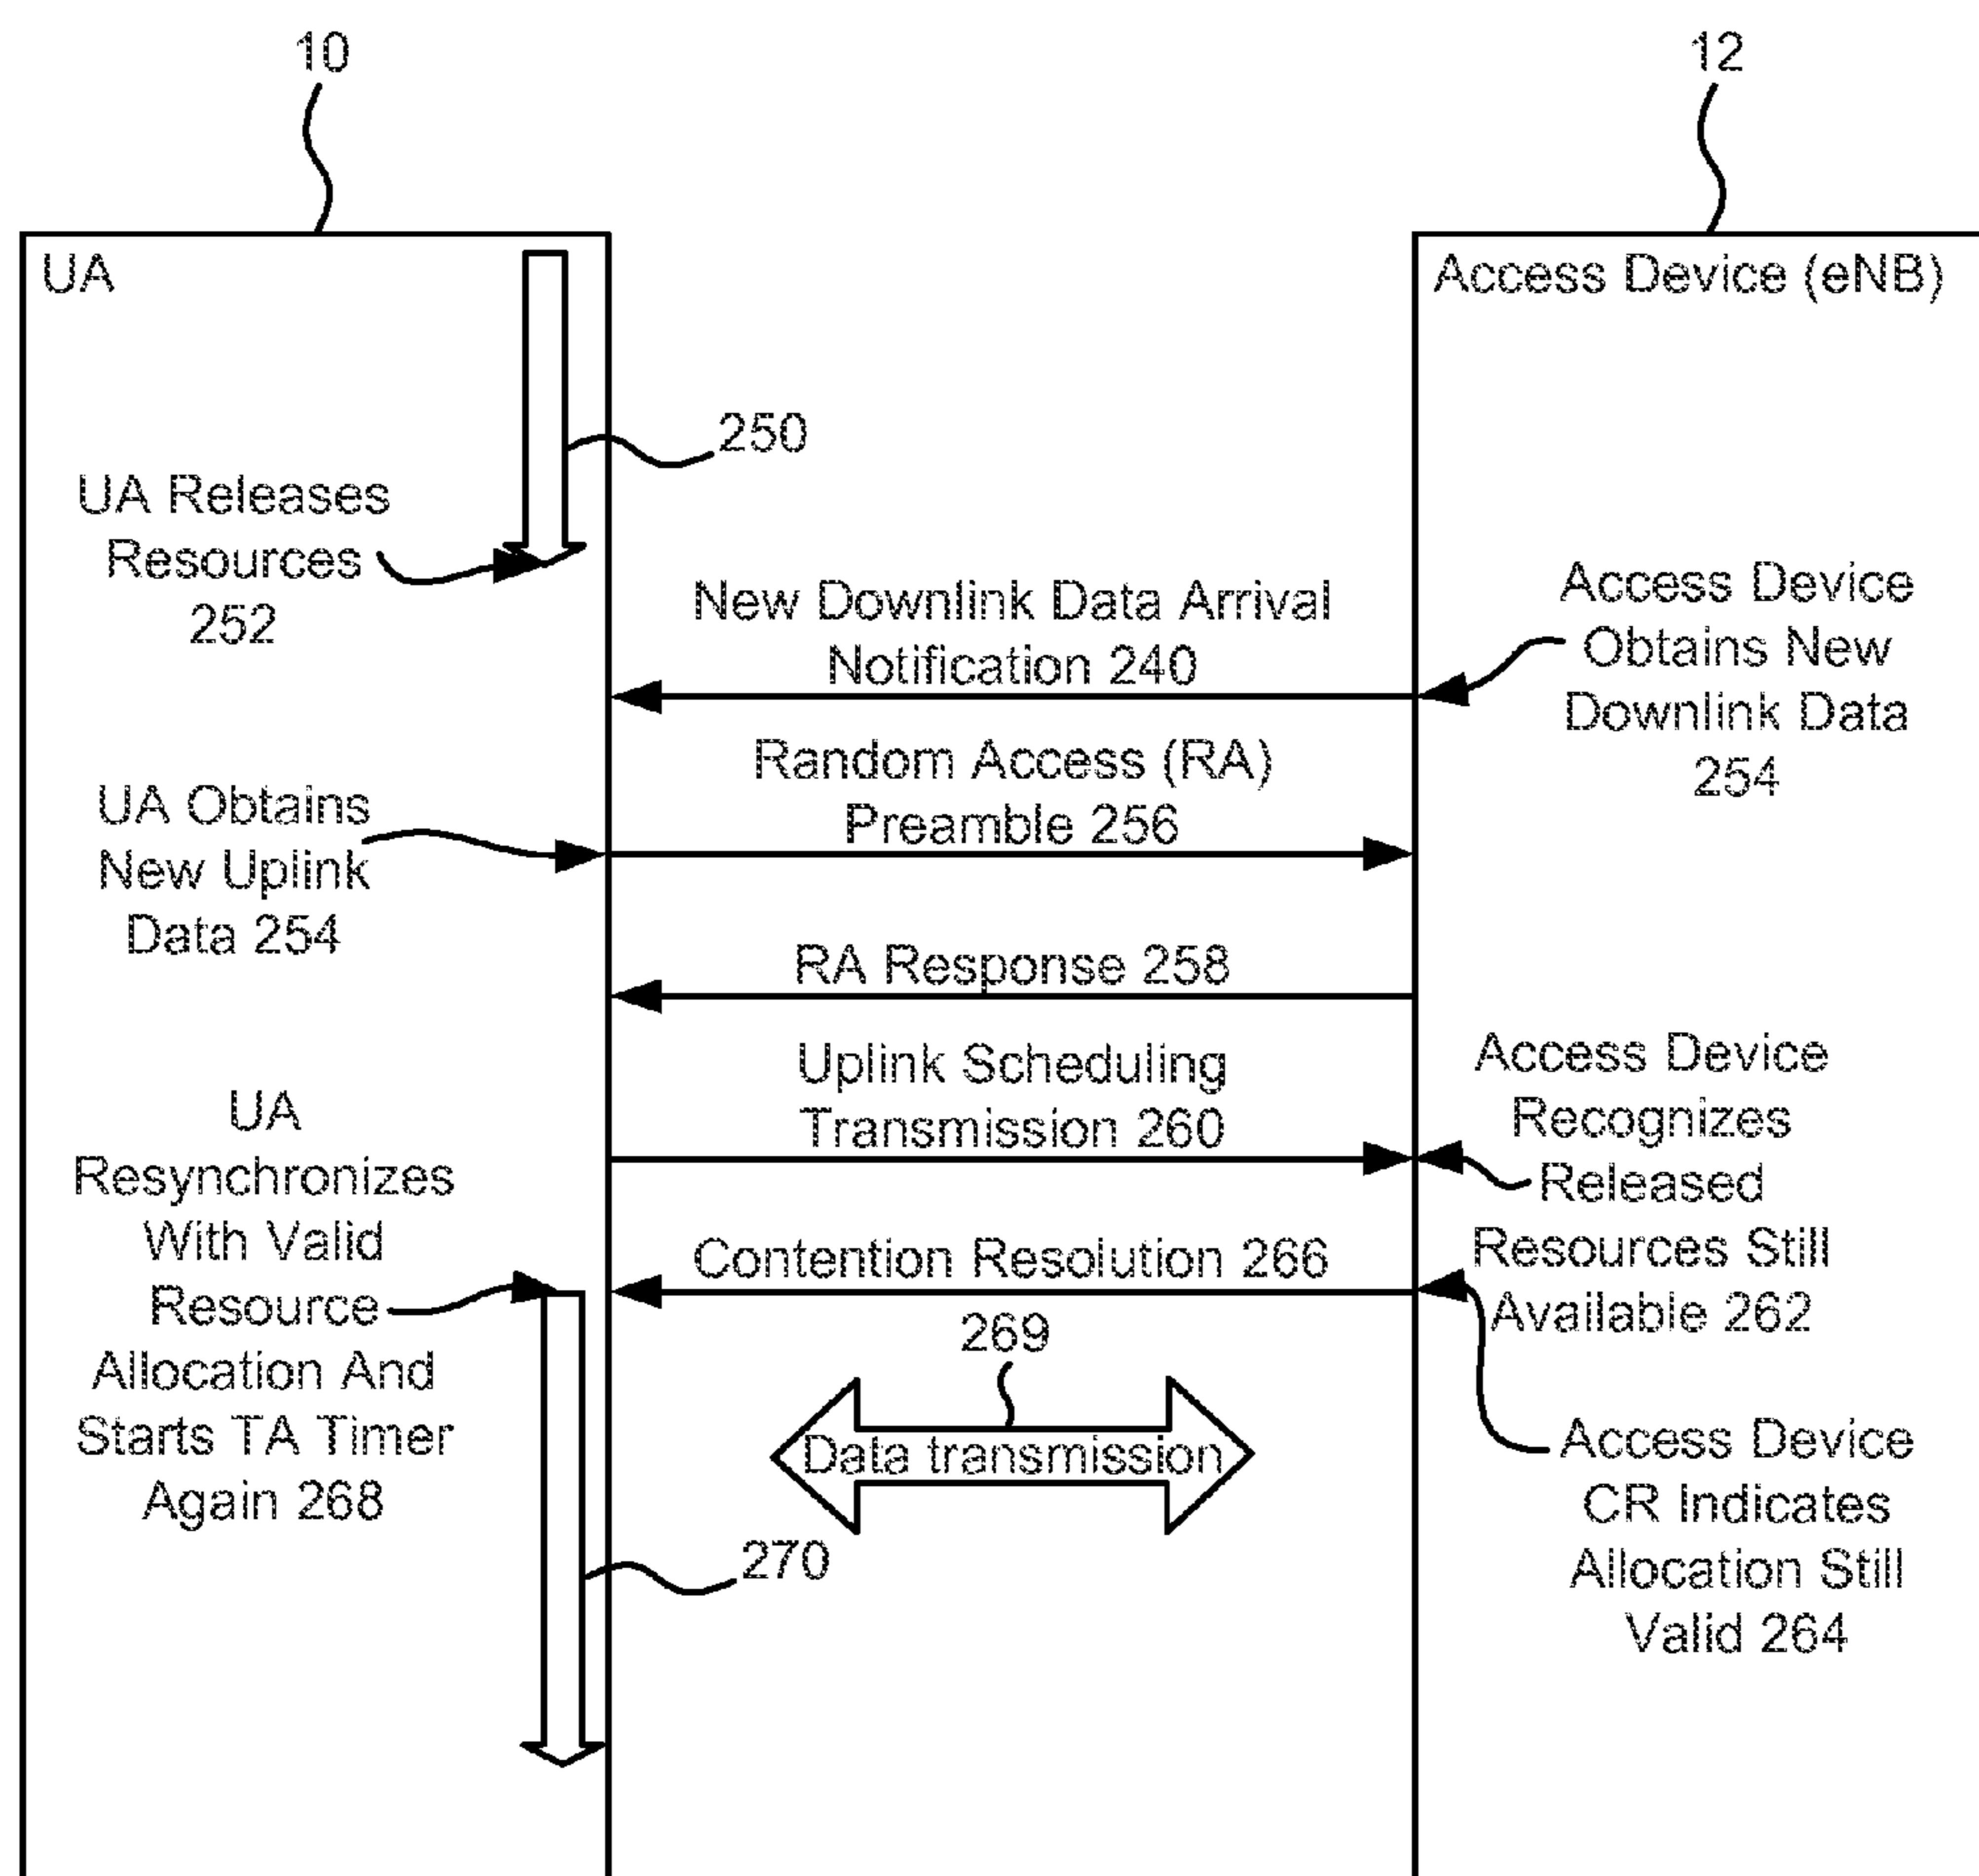 10
12
UA
Access Device (eNB)
250
UA Releases
Resources
252
New Downlink Data Arrival
Notification 240
Access Device
Obtains New
Downlink Data
254
Random Access (RA)
Preamble 256
UA Obtains
New Uplink
Data 254
RA Response 258
Uplink Scheduling
Transmission 260
Access Device
Recognizes
Released
Resources Still
Available 262
UA
Resynchronizes
With Valid
Resource
Allocation And
Starts TA Timer
Again 268
Contention Resolution 266
269
Data transmission
Access Device
CR Indicates
Allocation Still
Valid 264
270